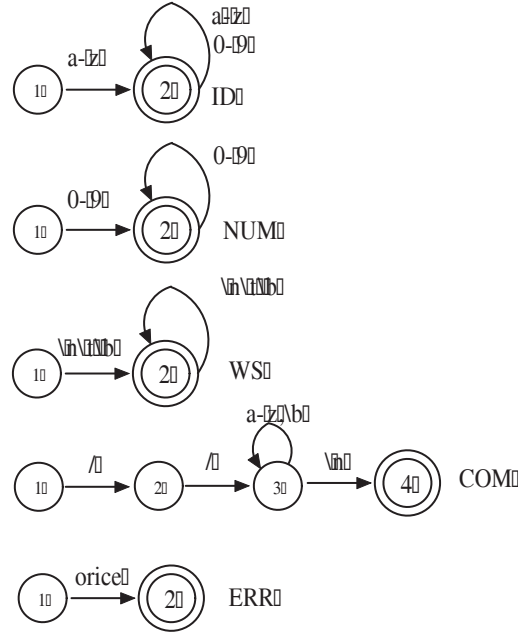 a-z
0-9
a-z
1 2 ID
0-9
0-9
1 2 NUM
\n\t\b
\n\t\b
1 2 WS
a-z,\b
/ / \n
1 2 3 4 COM
orice
1 2 ERR